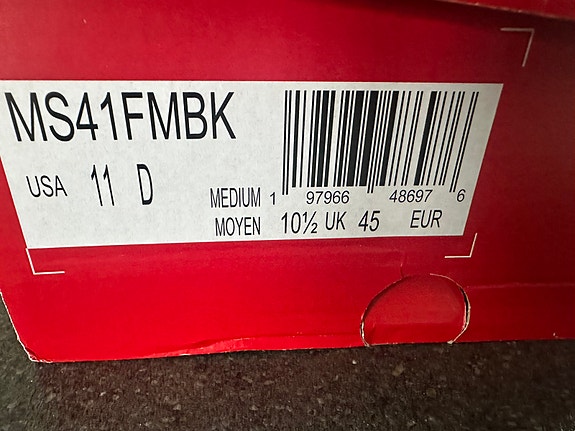 MS41FMBK
USA 11 D
1 97966 48697 6
MEDIUM
MOYEN 10½ UK 45 EUR